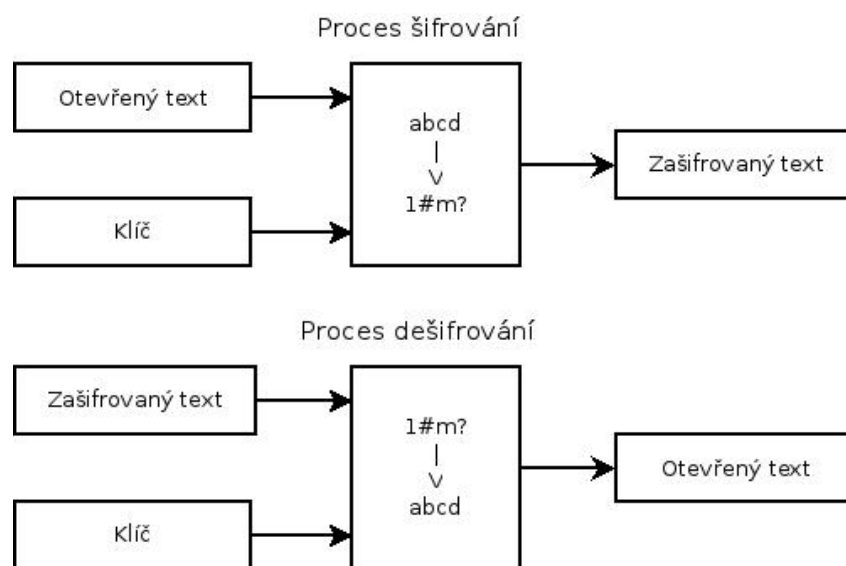 Proces šifrování
Otevřený text
Klíč
abcd
|
V
1#m?
Zašifrovaný text
Proces dešifrování
Zašifrovaný text
Klíč
1#m?
|
V
abcd
Otevřený text